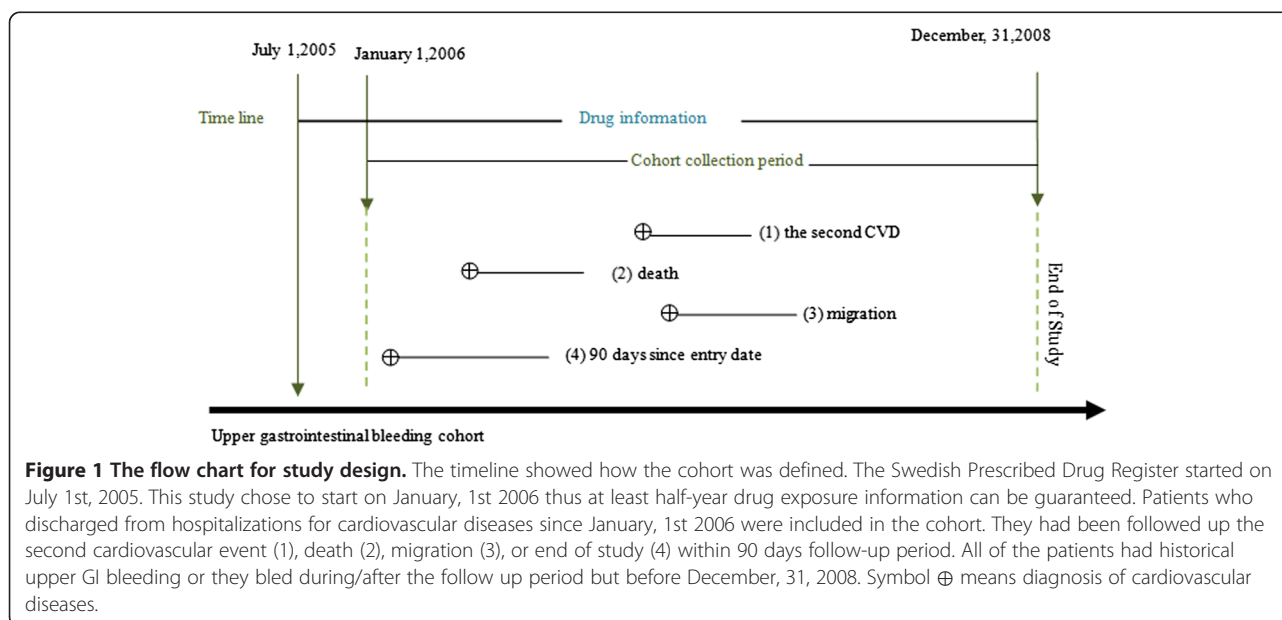 December, 31,2008
July 1,2005
January 1,2006
Time line
Drug information
Cohort collection period
(1) the second CVD
(2) death
(3) migration
(4) 90 days since entry date
End of Study
Upper gastrointestinal bleeding cohort
Figure 1 The flow chart for study design. The timeline showed how the cohort was defined. The Swedish Prescribed Drug Register started on
July 1st, 2005. This study chose to start on January, 1st 2006 thus at least half-year drug exposure information can be guaranteed. Patients who
discharged from hospitalizations for cardiovascular diseases since January, 1st 2006 were included in the cohort. They had been followed up the
second cardiovascular event (1), death (2), migration (3), or end of study (4) within 90 days follow-up period. All of the patients had historical
upper GI bleeding or they bled during/after the follow up period but before December, 31, 2008. Symbol ⊕ means diagnosis of cardiovascular
diseases.